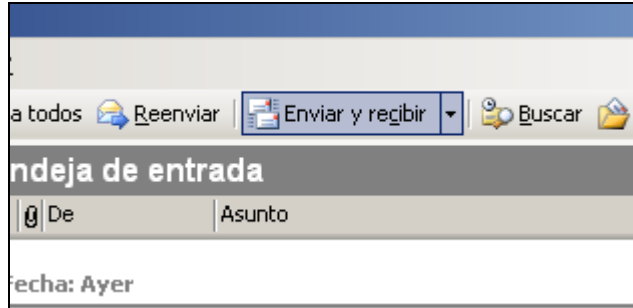 a todos Reenviar Enviar y recibir Buscar
ndeja de entrada
De Asunto
Fecha: Ayer